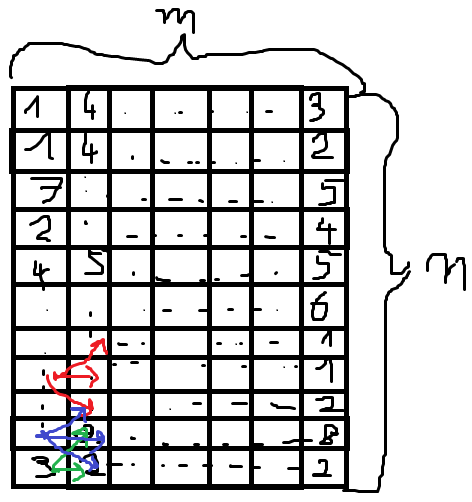 m
1 4 . .. . . 3
1 4 . ... . . 2
7 . . - - - - 5
2 . - - - - 4
4 5 . - - - - 5
. . - - - - 6
. - - - - - 1
- - - - - 1
- - - 2
- - - - 8
3 - - - - - 2
n